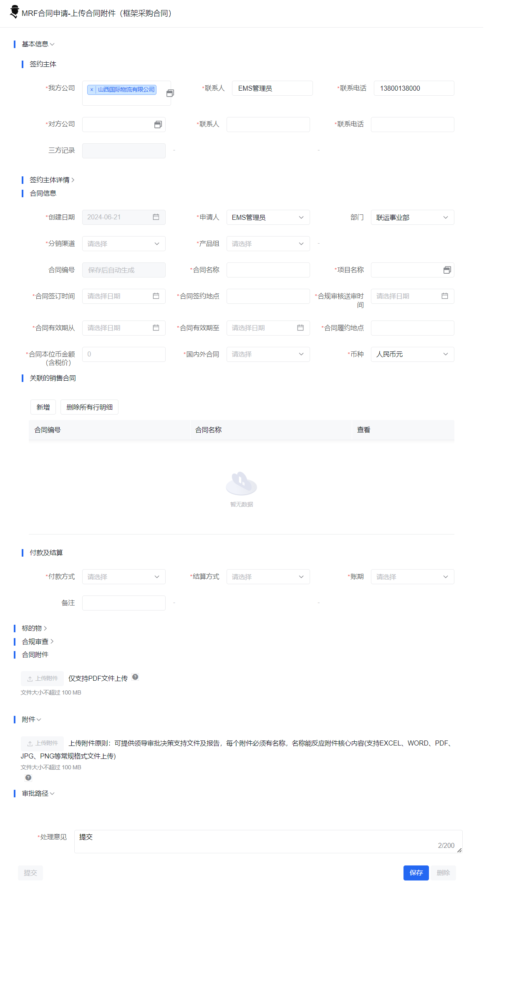 MRF合同申请-上传合同附件（框架采购合同）
基本信息
签约主体
*我方公司 × 山西国际物流有限公司 *联系人 EMS管理员 *联系电话 13800138000
*对方公司 *联系人 *联系电话
三方记录 - -
签约主体详情
合同信息
*创建日期 2024-06-21 *申请人 EMS管理员 部门 联运事业部
*分销渠道 请选择 *产品组 请选择 -
合同编号 保存后自动生成 *合同名称 *项目名称
*合同签订时间 请选择日期 *合同签约地点 *合规审核送审时间 请选择日期
*合同有效期从 请选择日期 *合同有效期至 请选择日期 *合同履约地点
*合同本位币金额（含税价） 0 *国内外合同 请选择 *币种 人民币元
关联的销售合同
新增 删除所有行明细
合同编号 合同名称 查看
暂无数据
付款及结算
*付款方式 请选择 *结算方式 请选择 *账期 请选择
备注 - -
标的物
合规审查
合同附件
上传附件 仅支持PDF文件上传
文件大小不超过 100 MB
附件
上传附件 上传附件原则：可提供领导审批决策支持文件及报告，每个附件必须有名称，名称能反应附件核心内容(支持EXCEL、WORD、PDF、
JPG、PNG等常规格式文件上传)
文件大小不超过 100 MB
审批路径
*处理意见 提交
2/200
提交 保存 删除